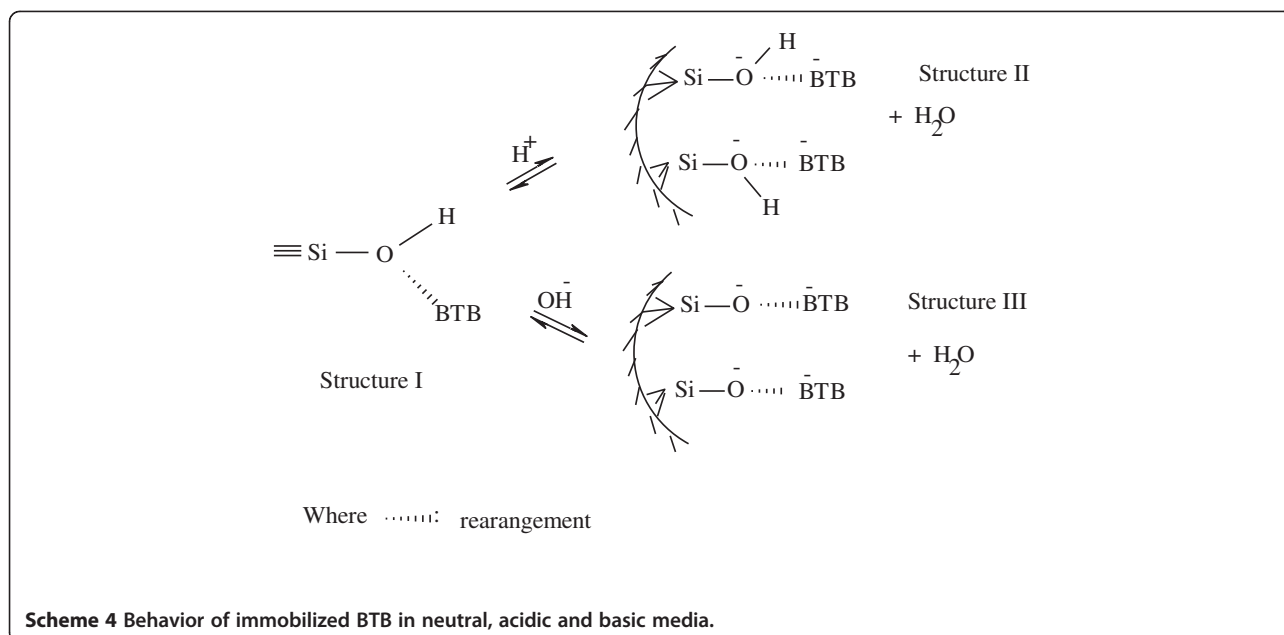 H
Si — O⁻ BTB⁻ Structure II
+ H₂O
H⁺
Si — O⁻ BTB⁻
H
H
≡Si — O
BTB
OH⁻
Structure I
Si — O⁻ BTB⁻ Structure III
+ H₂O
Si — O⁻ BTB⁻
Where ······: rearangement
Scheme 4 Behavior of immobilized BTB in neutral, acidic and basic media.